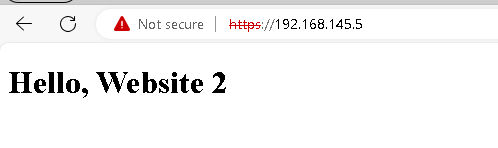 Not secure https://192.168.145.5
Hello, Website 2